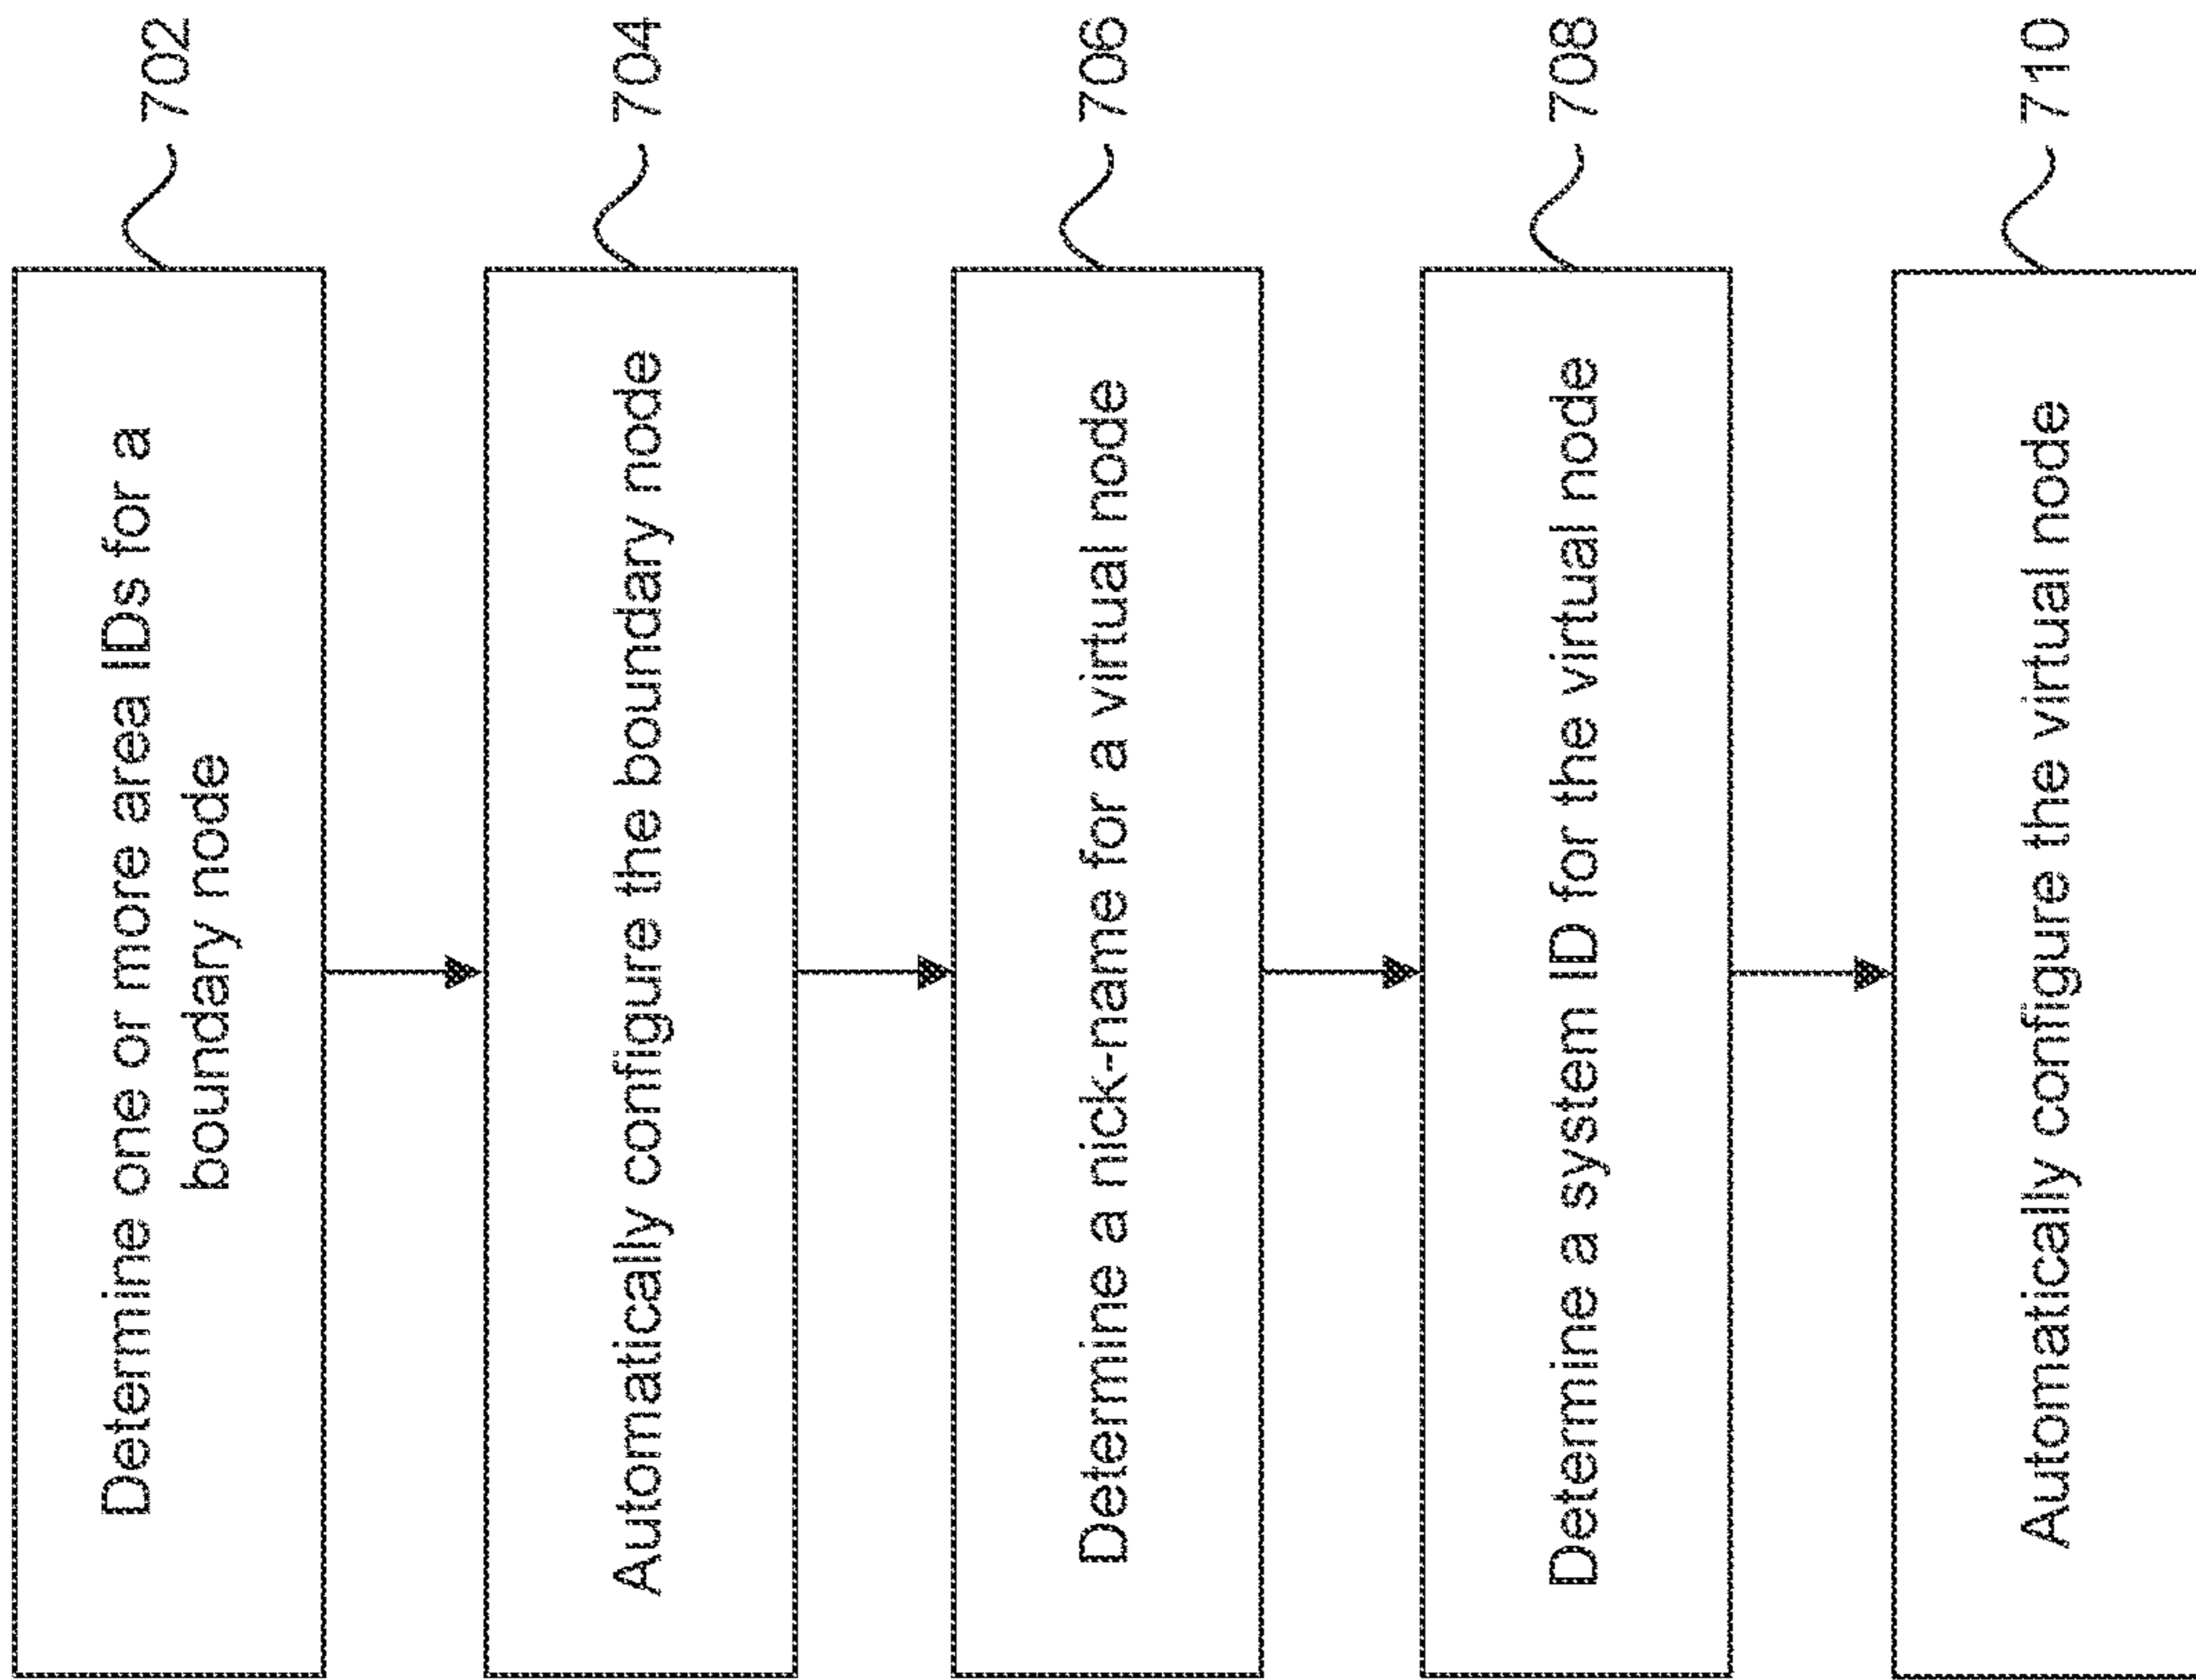 Determine one or more area IDs for a
boundary node
702
Automatically configure the boundary node
704
Determine a nick-name for a virtual node
706
Determine a system ID for the virtual node
708
Automatically configure the virtual node
710